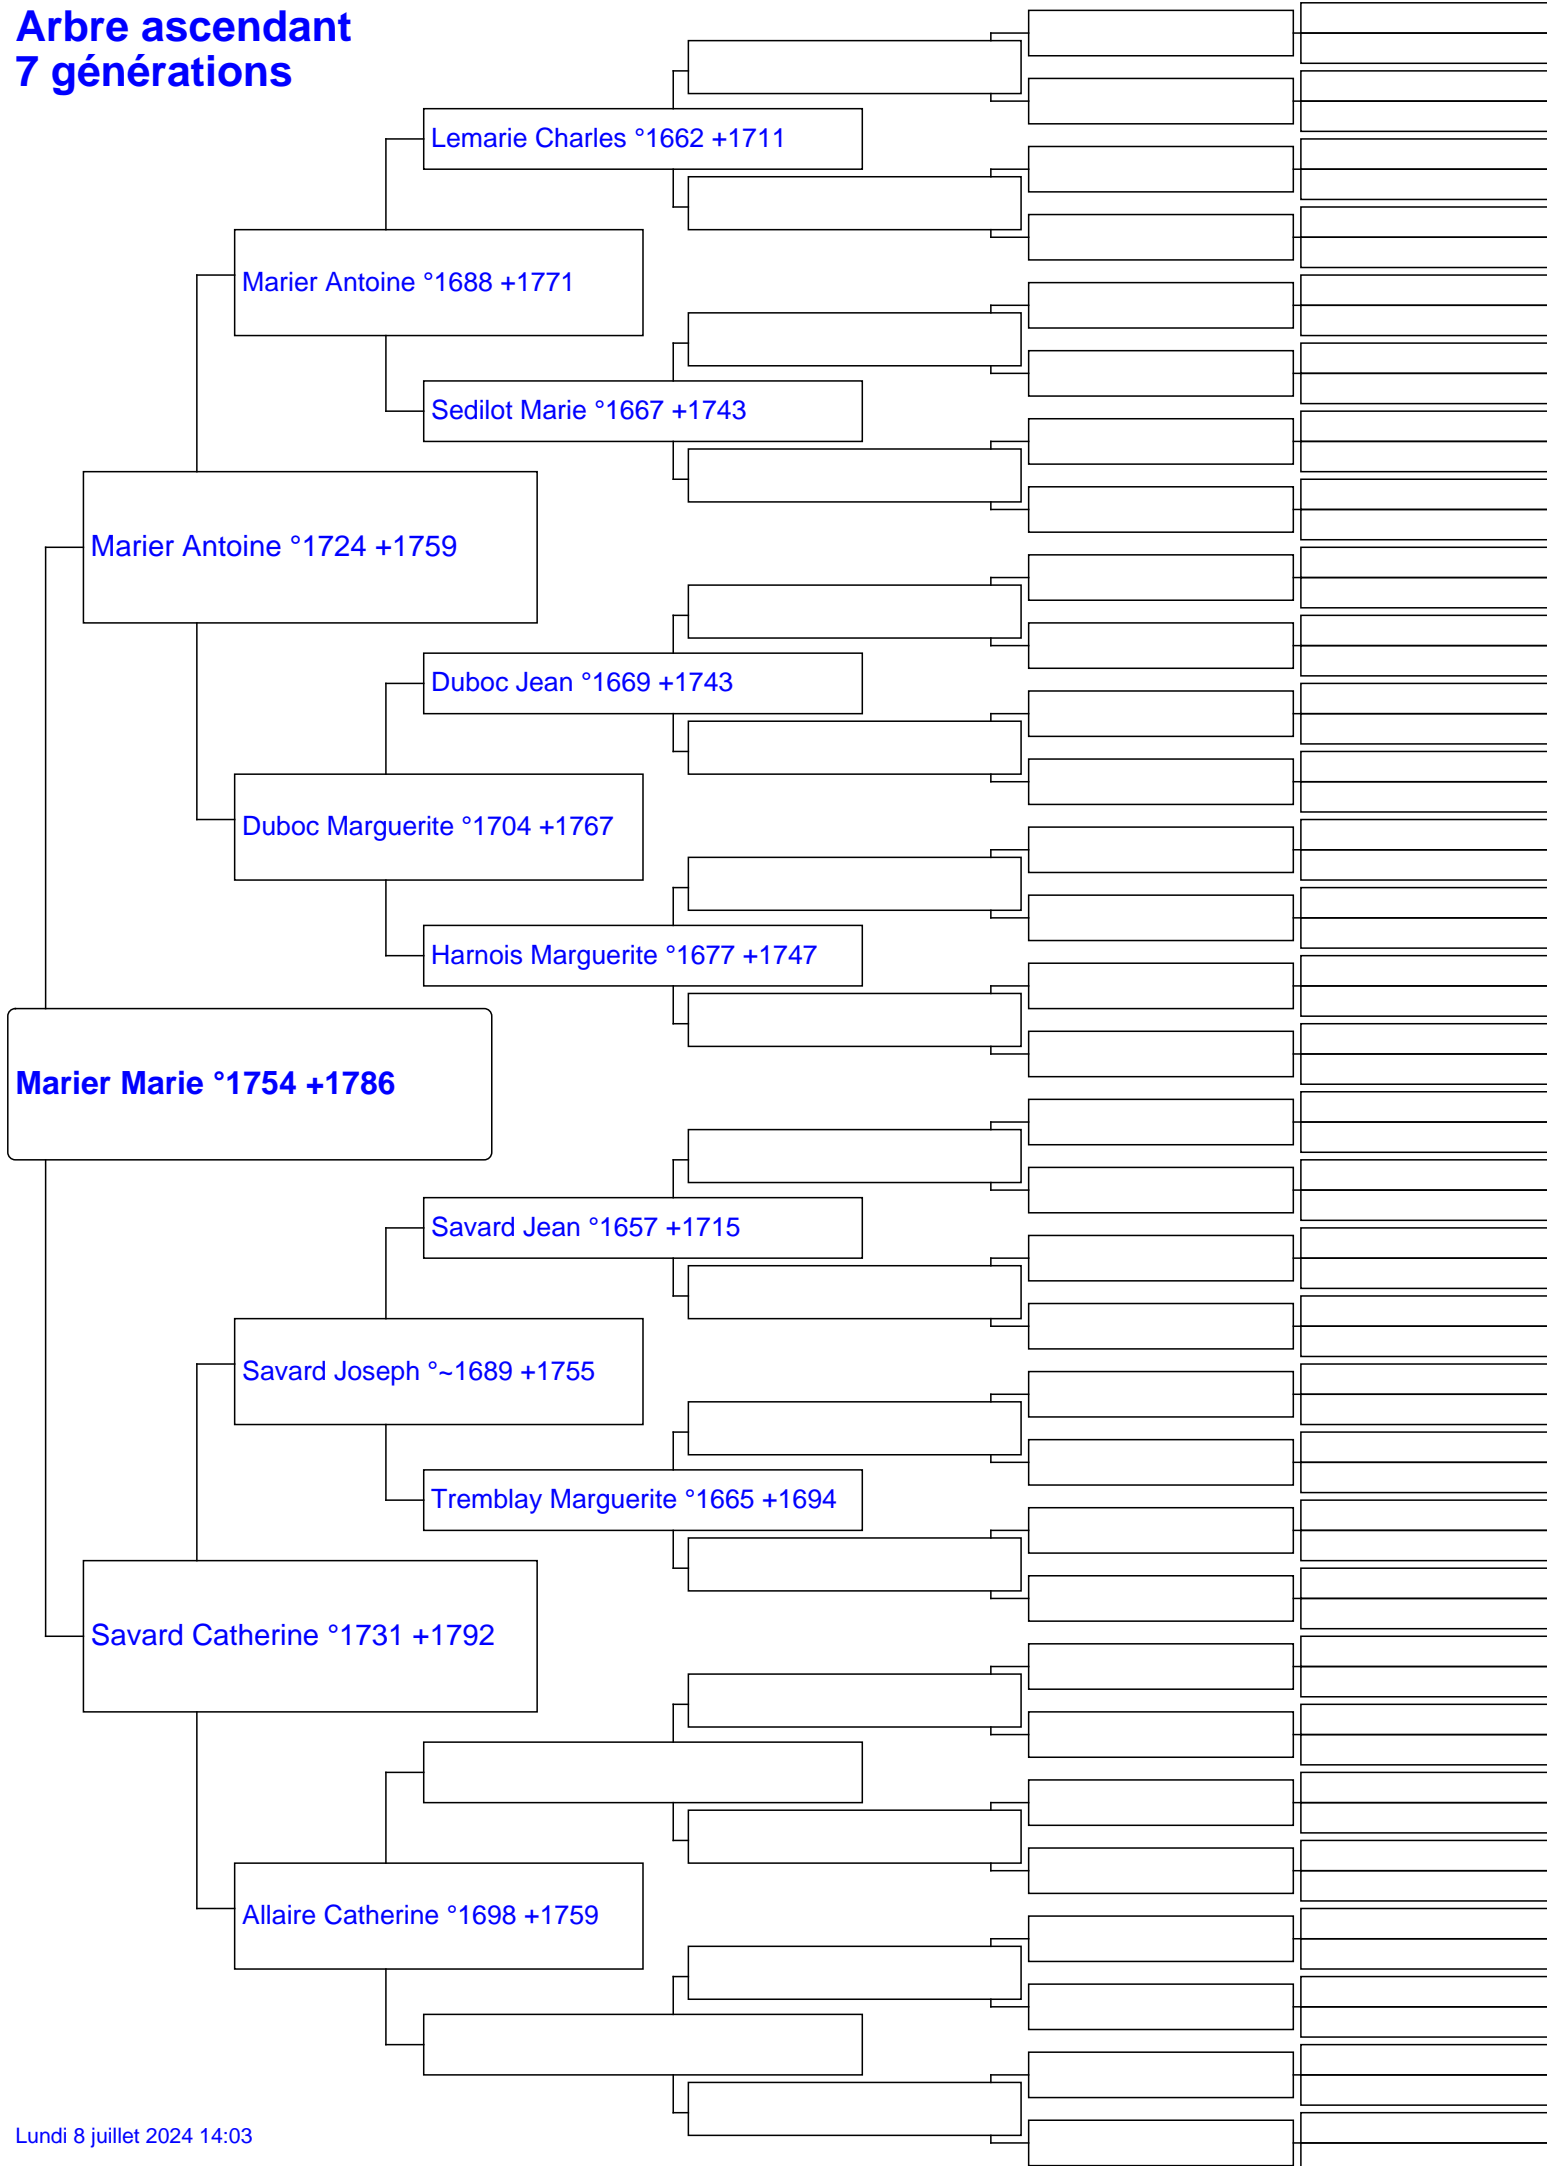 Arbre ascendant
7 générations
Lemarie Charles °1662 +1711
Marier Antoine °1688 +1771
Sedilot Marie °1667 +1743
Marier Antoine °1724 +1759
Duboc Jean °1669 +1743
Duboc Marguerite °1704 +1767
Harnois Marguerite °1677 +1747
Marier Marie °1754 +1786
Savard Jean °1657 +1715
Savard Joseph °~1689 +1755
Tremblay Marguerite °1665 +1694
Savard Catherine °1731 +1792
Allaire Catherine °1698 +1759
Lundi 8 juillet 2024 14:03